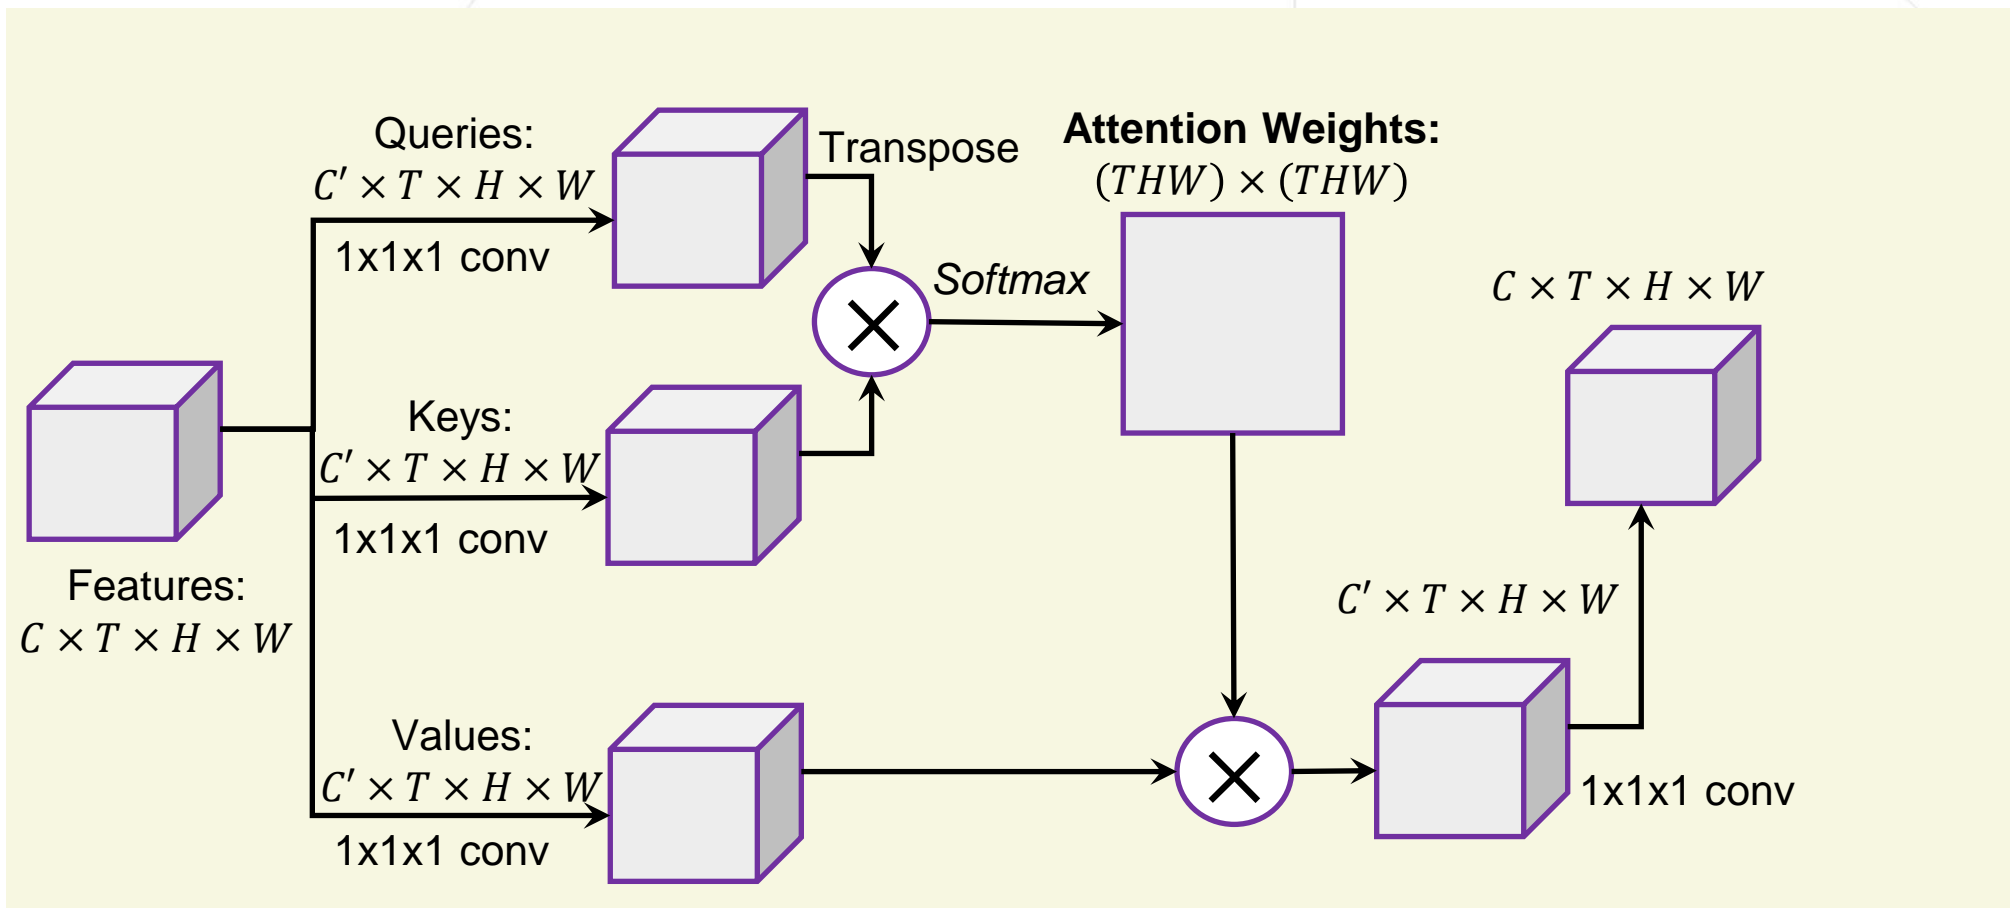 Queries:
C′ × T × H × W
1x1x1 conv
Transpose
Attention Weights:
(THW) × (THW)
Softmax
C × T × H × W
Keys:
C′ × T × H × W
1x1x1 conv
Features:
C × T × H × W
C′ × T × H × W
Values:
C′ × T × H × W
1x1x1 conv
1x1x1 conv